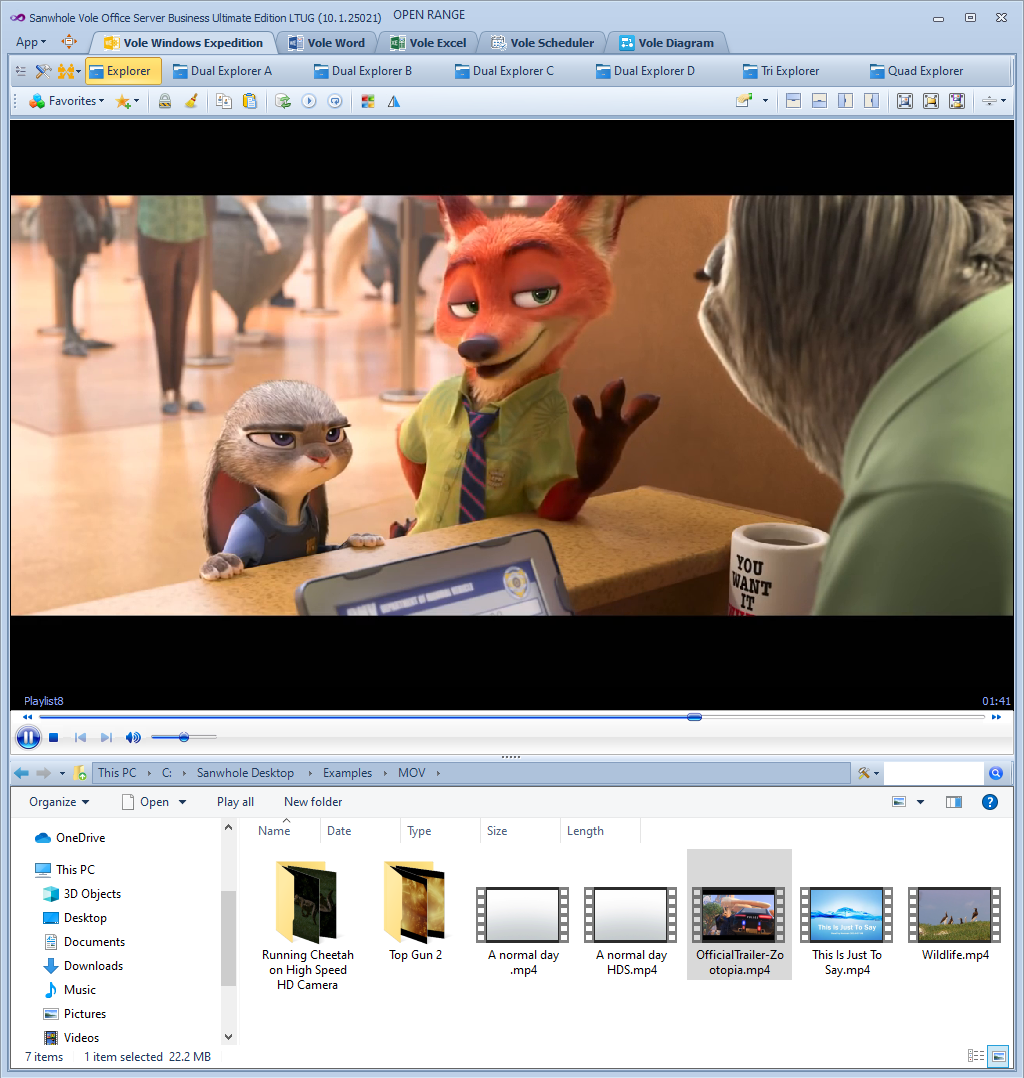 Sanwhole Vole Office Server Business Ultimate Edition LTUG (10.1.25021) OPEN RANGE
App Vole Windows Expedition Vole Word Vole Excel Vole Scheduler Vole Diagram
Explorer Dual Explorer A Dual Explorer B Dual Explorer C Dual Explorer D Tri Explorer Quad Explorer
Favorites
YOU
WANT
IT
Playlist8 01:41
This PC C: Sanwhole Desktop Examples MOV
Organize Open Play all New folder
Name Date Type Size Length
OneDrive
This PC
3D Objects
Desktop
Documents
Downloads
Music
Pictures
Videos
Running Cheetah
on High Speed
HD Camera
Top Gun 2
A normal day
.mp4
A normal day
HDS.mp4
OfficialTrailer-Zo
otopia.mp4
This Is Just To Say
This Is Just To
Say.mp4
Wildlife.mp4
7 items 1 item selected 22.2 MB